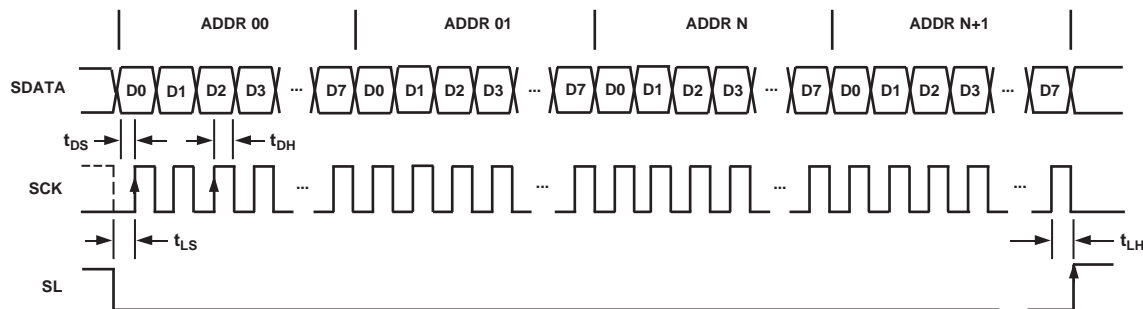 ADDR 00 ADDR 01 ADDR N ADDR N+1
SDATA D0 D1 D2 D3 ... D7 D0 D1 D2 D3 ... D7 D0 D1 D2 D3 ... D7 D0 D1 D2 D3 ... D7
tDS tDH
SCK ... ... ... ...
tLS tLH
SL